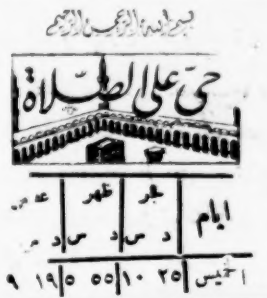 بسم الله الرحمن الرحيم
حي على الصلاة
ايام فجر ظهر عصر
د س د س د
الخميس ٢٥ ١٠ ٥٥ ٥ ١٩ ٩